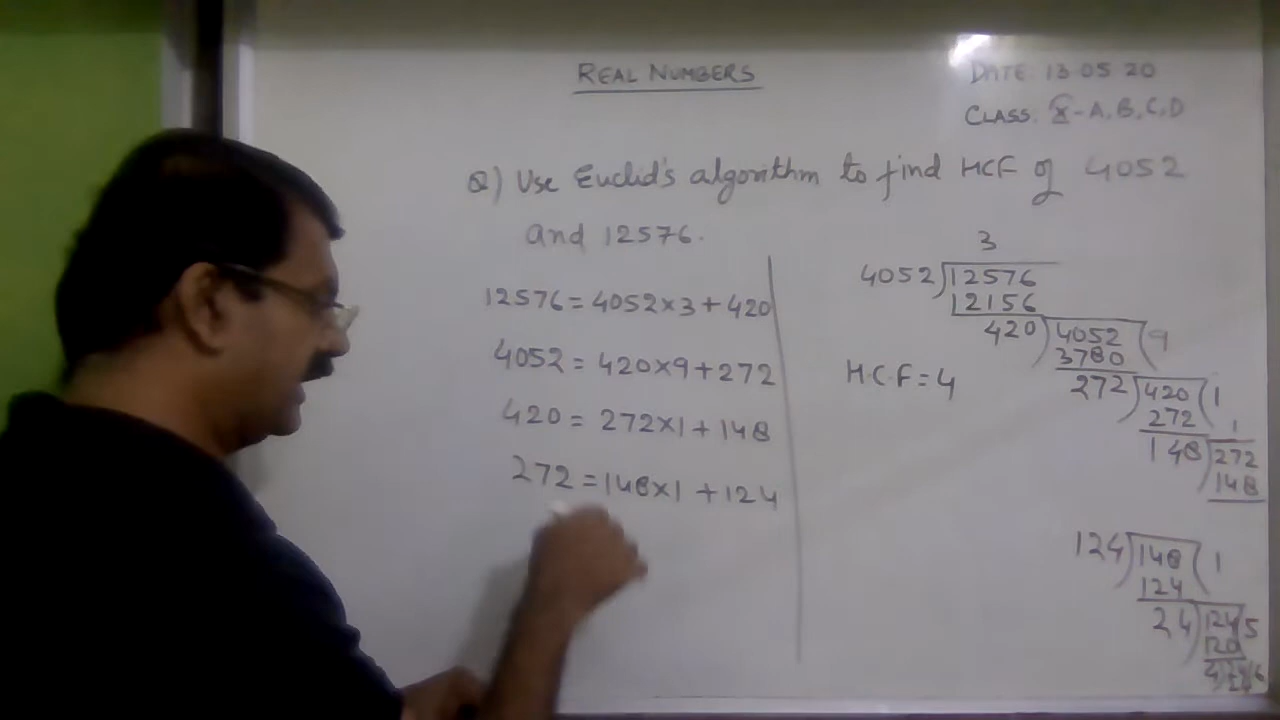 REAL NUMBERS
DATE: 13.05.20
CLASS: X-A, B, C, D
Q) Use Euclid's algorithm to find HCF of 4052
and 12576.
12576 = 4052×3+420
4052 = 420×9+272
420 = 272×1+148
272 = 148×1 +124
3
4052)12576
12156
420)4052(9
3780
272)420(1
272
1
148)272
148
H.C.F=4
124)148(1
124
24)124(5
120